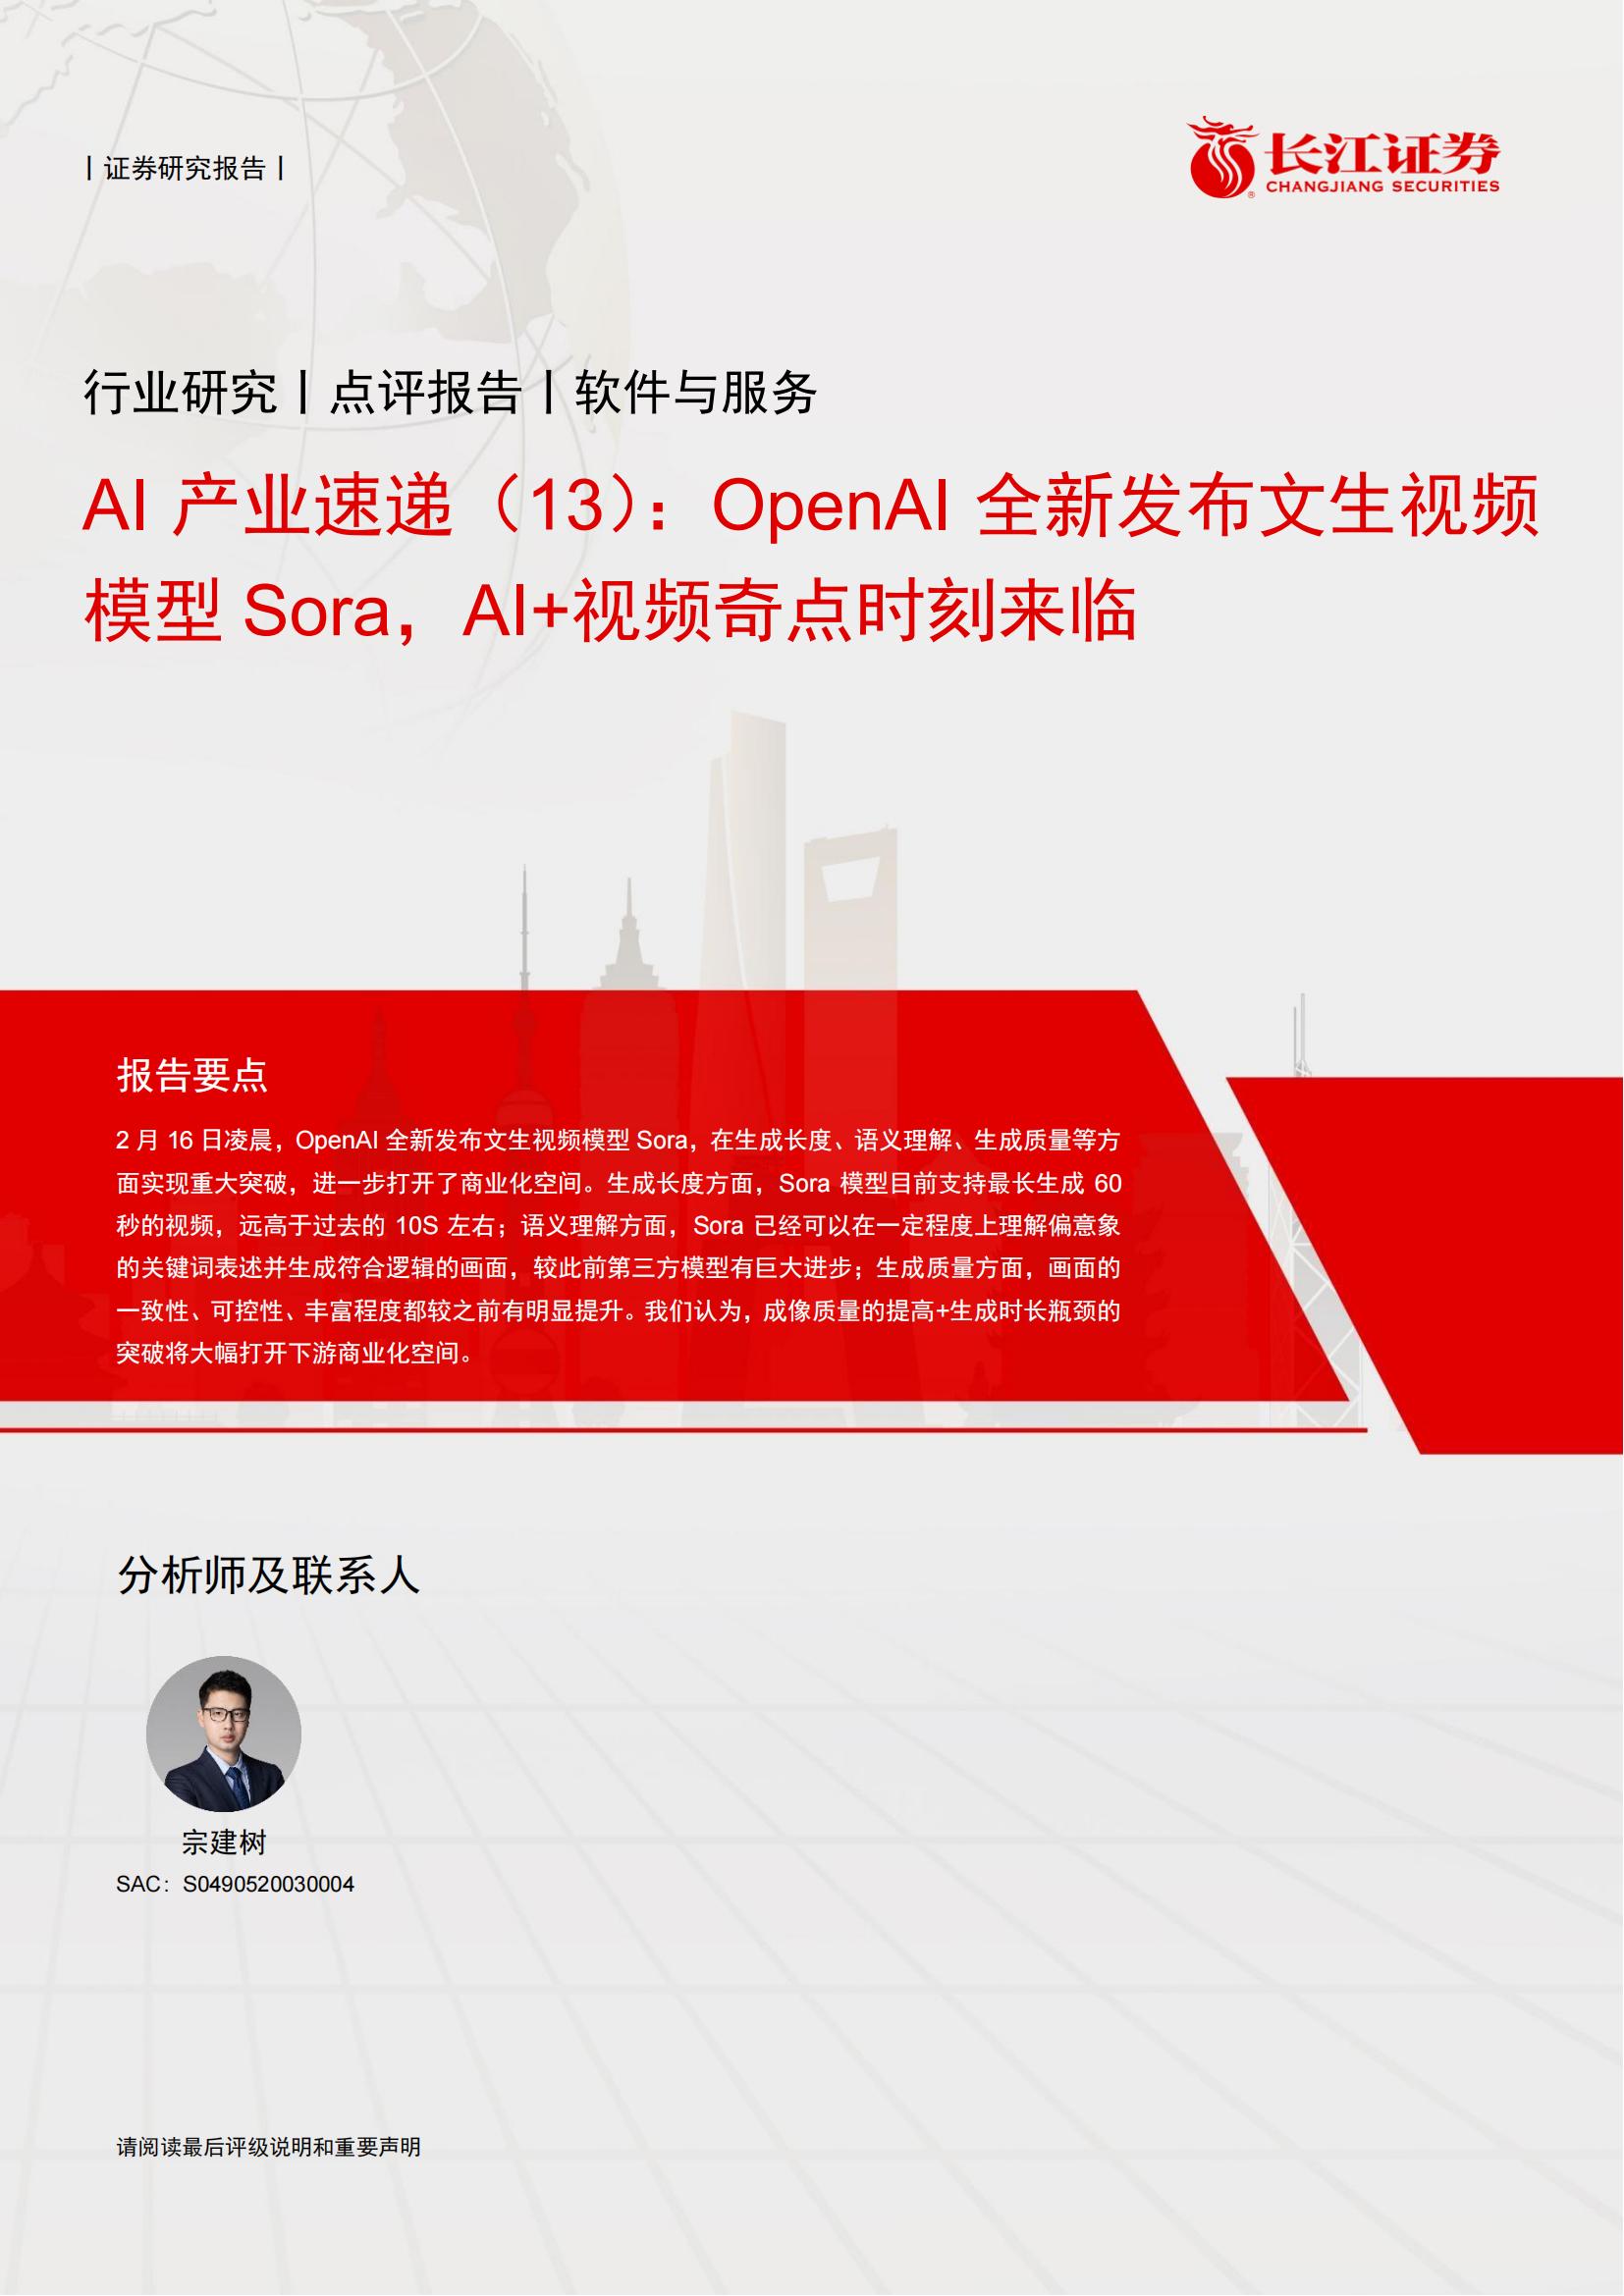 丨证券研究报告丨
长江证券
CHANGJIANG SECURITIES
®
行业研究丨点评报告丨软件与服务
AI 产业速递（13）：OpenAI 全新发布文生视频
模型 Sora，AI+视频奇点时刻来临
报告要点
2 月 16 日凌晨，OpenAI 全新发布文生视频模型 Sora，在生成长度、语义理解、生成质量等方
面实现重大突破，进一步打开了商业化空间。生成长度方面，Sora 模型目前支持最长生成 60
秒的视频，远高于过去的 10S 左右；语义理解方面，Sora 已经可以在一定程度上理解偏意象
的关键词表述并生成符合逻辑的画面，较此前第三方模型有巨大进步；生成质量方面，画面的
一致性、可控性、丰富程度都较之前有明显提升。我们认为，成像质量的提高+生成时长瓶颈的
突破将大幅打开下游商业化空间。
分析师及联系人
宗建树
SAC：S0490520030004
请阅读最后评级说明和重要声明